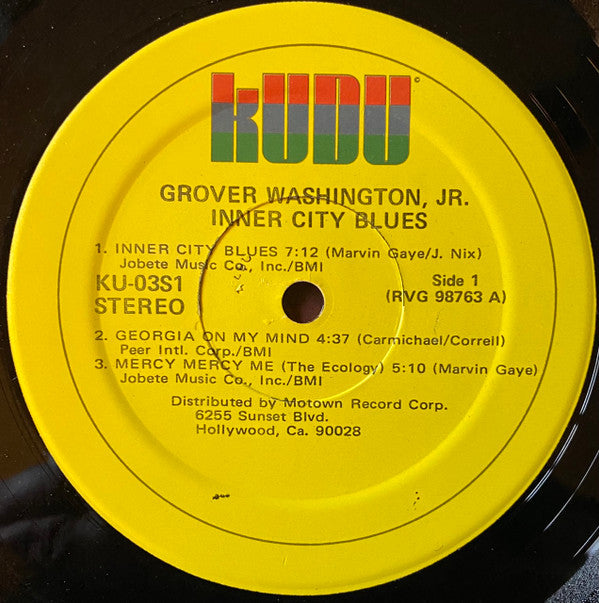 kUDU ©
GROVER WASHINGTON, JR.
INNER CITY BLUES
1. INNER CITY BLUES 7:12 (Marvin Gaye/J. Nix)
Jobete Music Co., Inc./BMI
KU-03S1
STEREO
Side 1
(RVG 98763 A)
2. GEORGIA ON MY MIND 4:37 (Carmichael/Correll)
Peer Intl. Corp./BMI
3. MERCY MERCY ME (The Ecology) 5:10 (Marvin Gaye)
Jobete Music Co., Inc./BMI
Distributed by Motown Record Corp.
6255 Sunset Blvd.
Hollywood, Ca. 90028